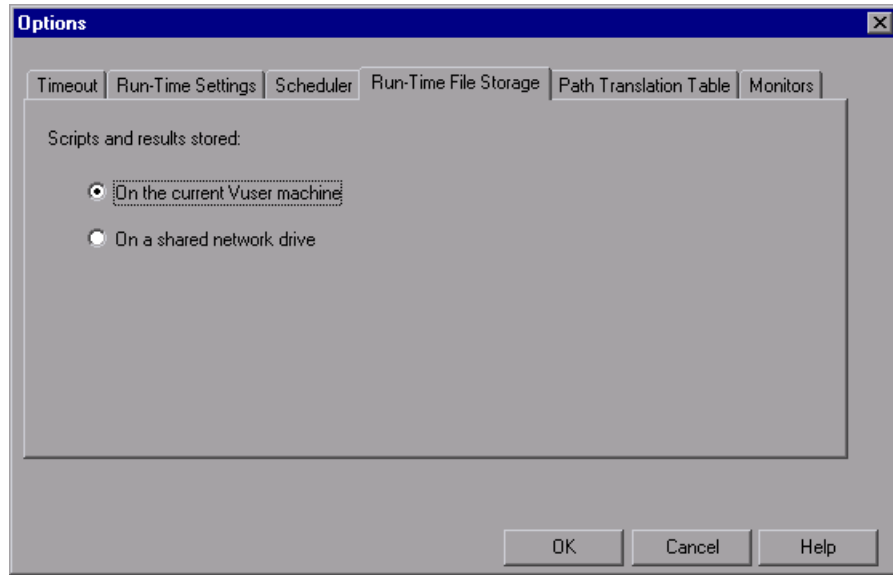 Options
Timeout Run-Time Settings Scheduler Run-Time File Storage Path Translation Table Monitors
Scripts and results stored:
On the current Vuser machine
On a shared network drive
OK Cancel Help